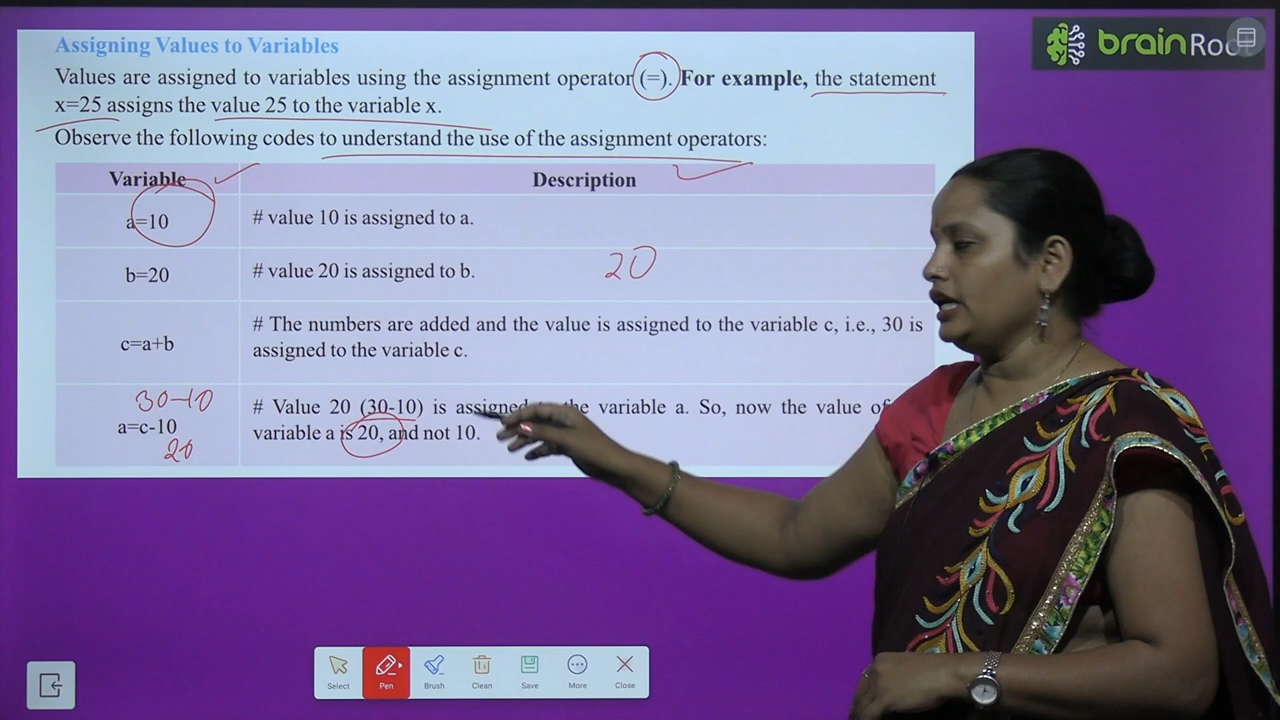 Assigning Values to Variables
Values are assigned to variables using the assignment operator (=). For example, the statement
x=25 assigns the value 25 to the variable x.
Observe the following codes to understand the use of the assignment operators:
Variable Description
a=10 # value 10 is assigned to a.
b=20 # value 20 is assigned to b.
20
c=a+b # The numbers are added and the value is assigned to the variable c, i.e., 30 is
assigned to the variable c.
30-10
a=c-10 # Value 20 (30-10) is assigned the variable a. So, now the value of
variable a is 20, and not 10.
20
brain
Select Pen Brush Clean Save More Close